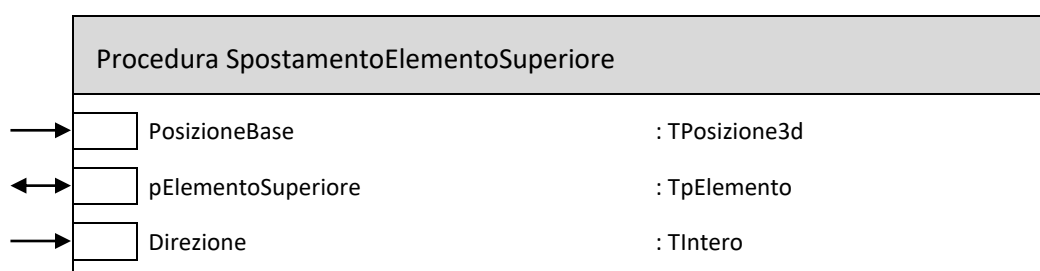 Procedura SpostamentoElementoSuperiore
PosizioneBase : TPosizione3d
pElementoSuperiore : TpElemento
Direzione : TIntero